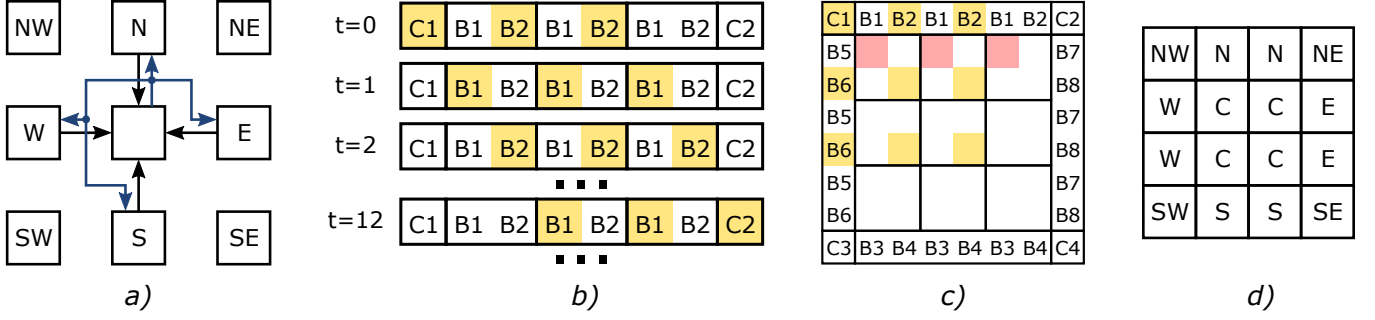 NW N NE
W E
SW S SE
a)
t=0 C1 B1 B2 B1 B2 B1 B2 C2
t=1 C1 B1 B2 B1 B2 B1 B2 C2
t=2 C1 B1 B2 B1 B2 B1 B2 C2
...
t=12 C1 B1 B2 B1 B2 B1 B2 C2
...
b)
C1 B1 B2 B1 B2 B1 B2 C2
B5 B7
B6 B8
B5 B7
B6 B8
B5 B7
B6 B8
C3 B3 B4 B3 B4 B3 B4 C4
c)
NW N N NE
W C C E
W C C E
SW S S SE
d)